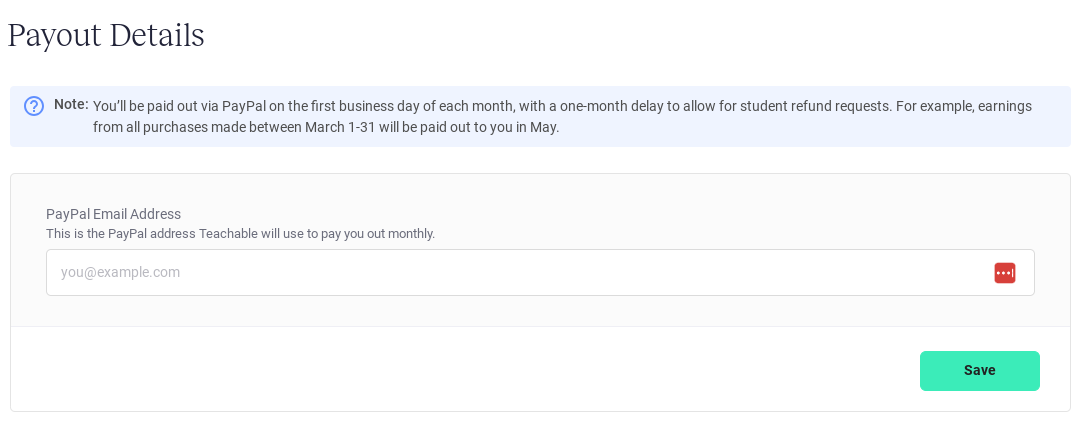 Payout Details
Note: You’ll be paid out via PayPal on the first business day of each month, with a one-month delay to allow for student refund requests. For example, earnings
from all purchases made between March 1-31 will be paid out to you in May.
PayPal Email Address
This is the PayPal address Teachable will use to pay you out monthly.
you@example.com
Save